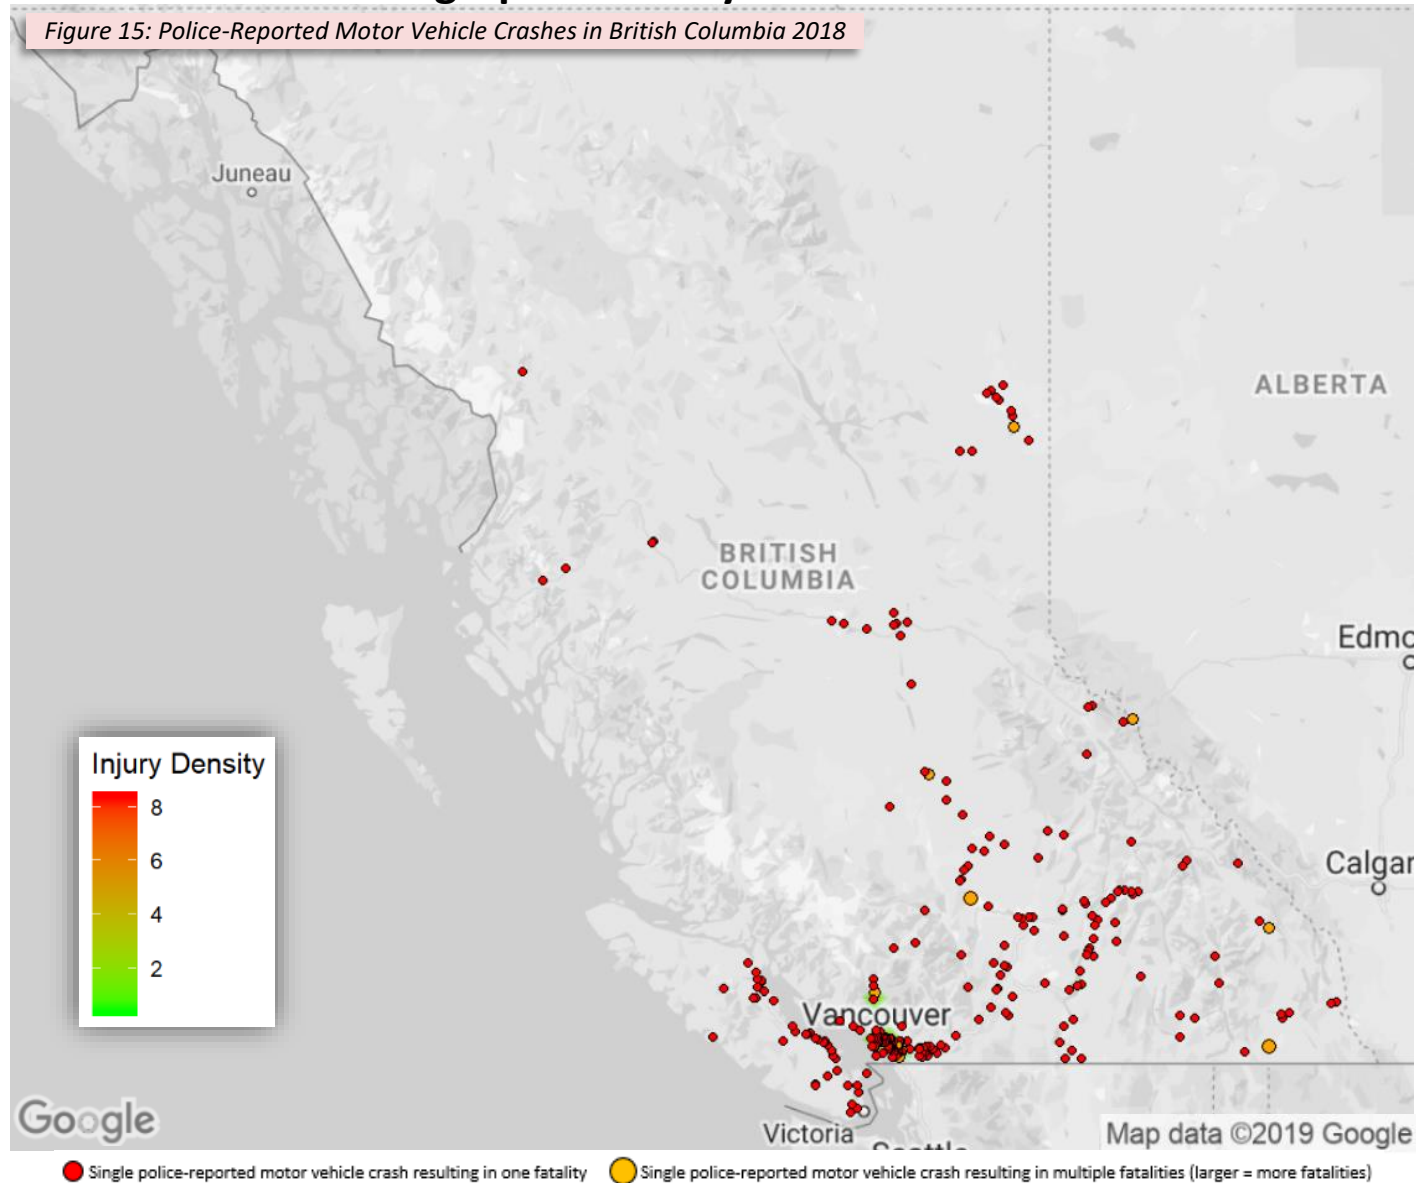 Figure 15: Police-Reported Motor Vehicle Crashes in British Columbia 2018
Juneau
ALBERTA
BRITISH
COLUMBIA
Edmo
Injury Density
8
6
4
2
Calgar
Vancouver
Google
Victoria
Map data ©2019 Google
Single police-reported motor vehicle crash resulting in one fatality
Single police-reported motor vehicle crash resulting in multiple fatalities (larger = more fatalities)